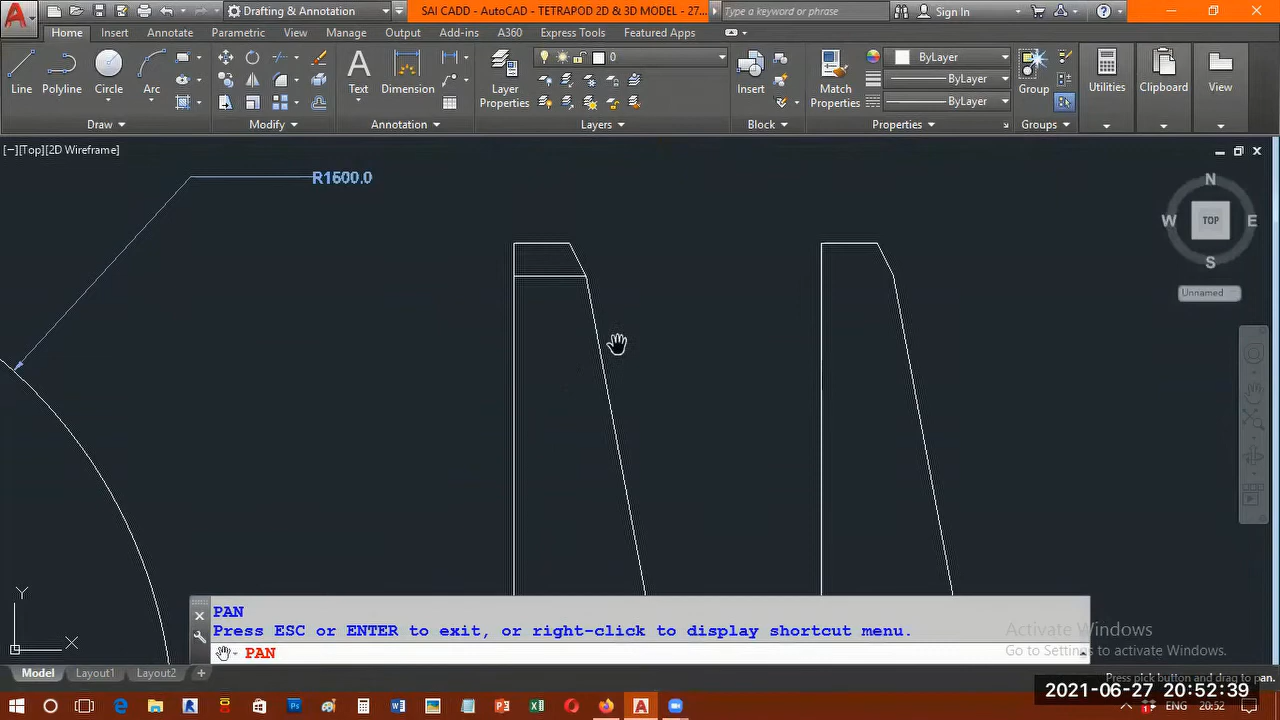 SAI CADD - AutoCAD - TETRAPOD 2D & 3D MODEL - 27...
Drafting & Annotation
Type a keyword or phrase
Sign In
Home
Insert
Annotate
Parametric
View
Manage
Output
Add-ins
A360
Express Tools
Featured Apps
Line
Polyline
Circle
Arc
Text
Dimension
Layer
Properties
0
Insert
Match
Properties
ByLayer
ByLayer
ByLayer
Group
Utilities
Clipboard
View
Draw
Modify
Annotation
Layers
Block
Properties
Groups
[−][Top][2D Wireframe]
R1600.0
N
W
TOP
E
S
Unnamed
Y
X
PAN
Press ESC or ENTER to exit, or right-click to display shortcut menu.
PAN
Activate Windows
Go to Settings to activate Windows.
Model
Layout1
Layout2
+
Press pick button and drag to pan.
2021-06-27 20:52:39
ENG
20:52